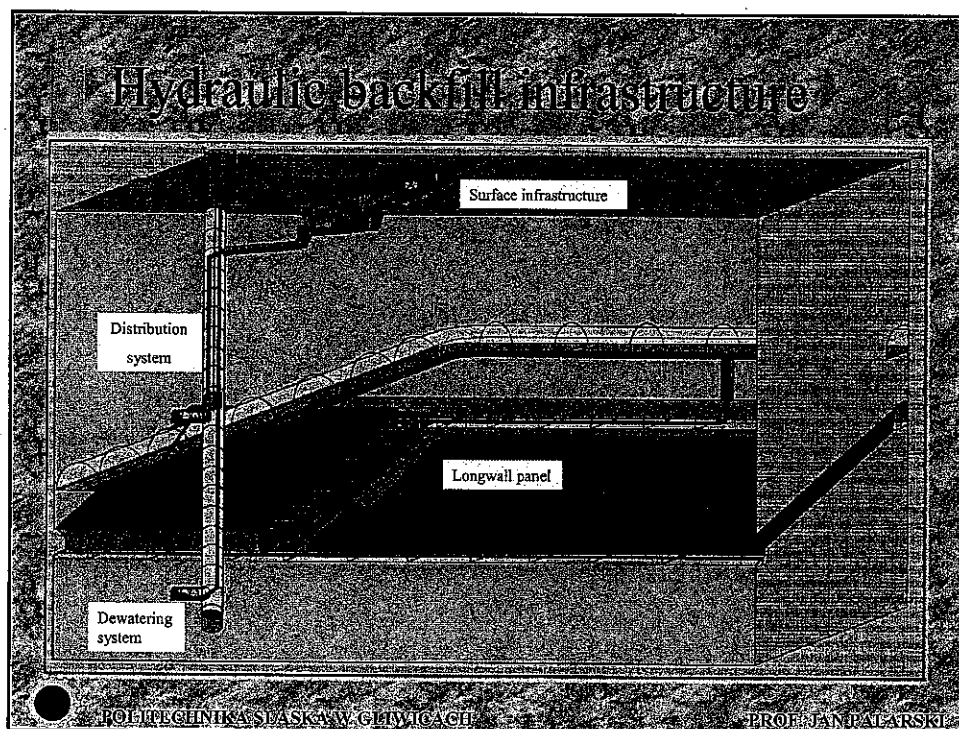 Hydraulic backfill infrastructure
Surface infrastructure
Distribution
system
Longwall panel
Dewatering
system
POLITECHNIKA SLASKA W GLIWICACH
PROF. JAN PALARSKI